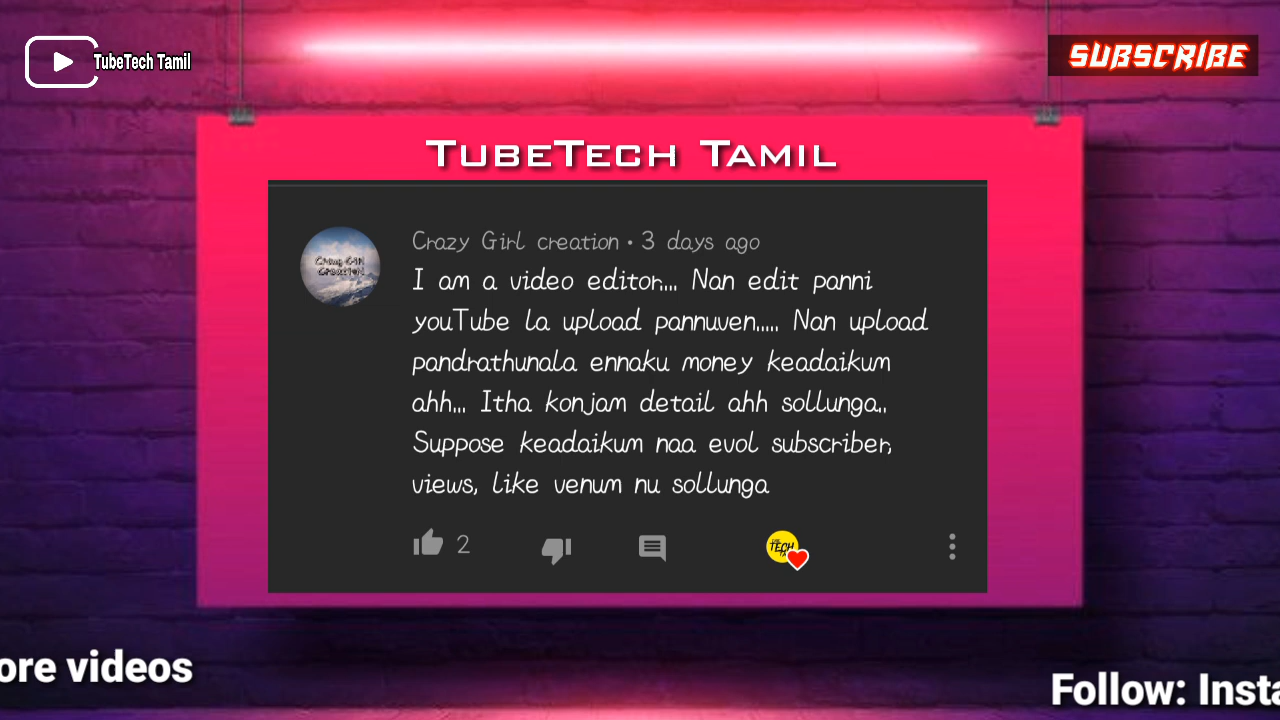 TubeTech Tamil
SUBSCRIBE
TUBETECH TAMIL
Crazy Girl creation • 3 days ago
I am a video editor.... Nan edit panni
youTube la upload pannuven..... Nan upload
pandrathunala ennaku money keadaikum
ahh... Itha konjam detail ahh sollunga..
Suppose keadaikum naa evol subscriber,
views, like venum nu sollunga
2
ore videos
Follow: Insta